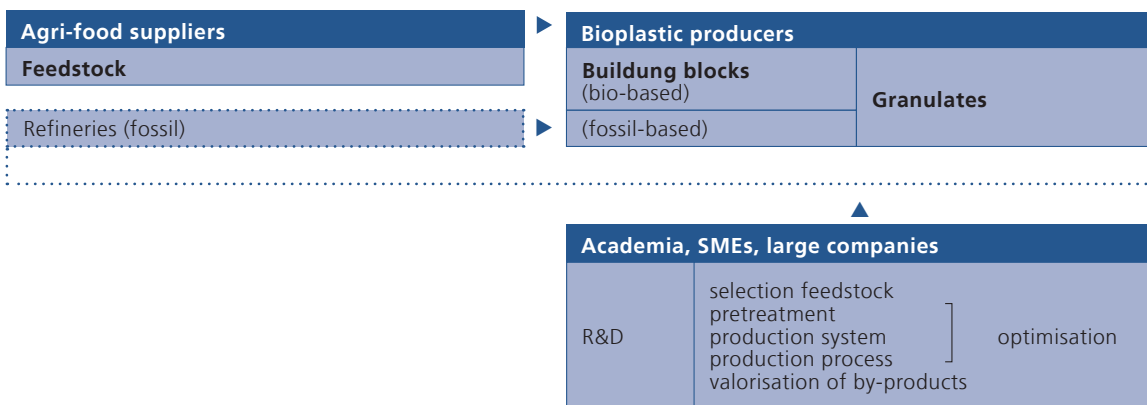 Agri-food suppliers
Feedstock
Refineries (fossil)
Bioplastic producers
Buildung blocks
(bio-based)
(fossil-based)
Granulates
Academia, SMEs, large companies
R&D
selection feedstock
pretreatment
production system
production process
valorisation of by-products
optimisation